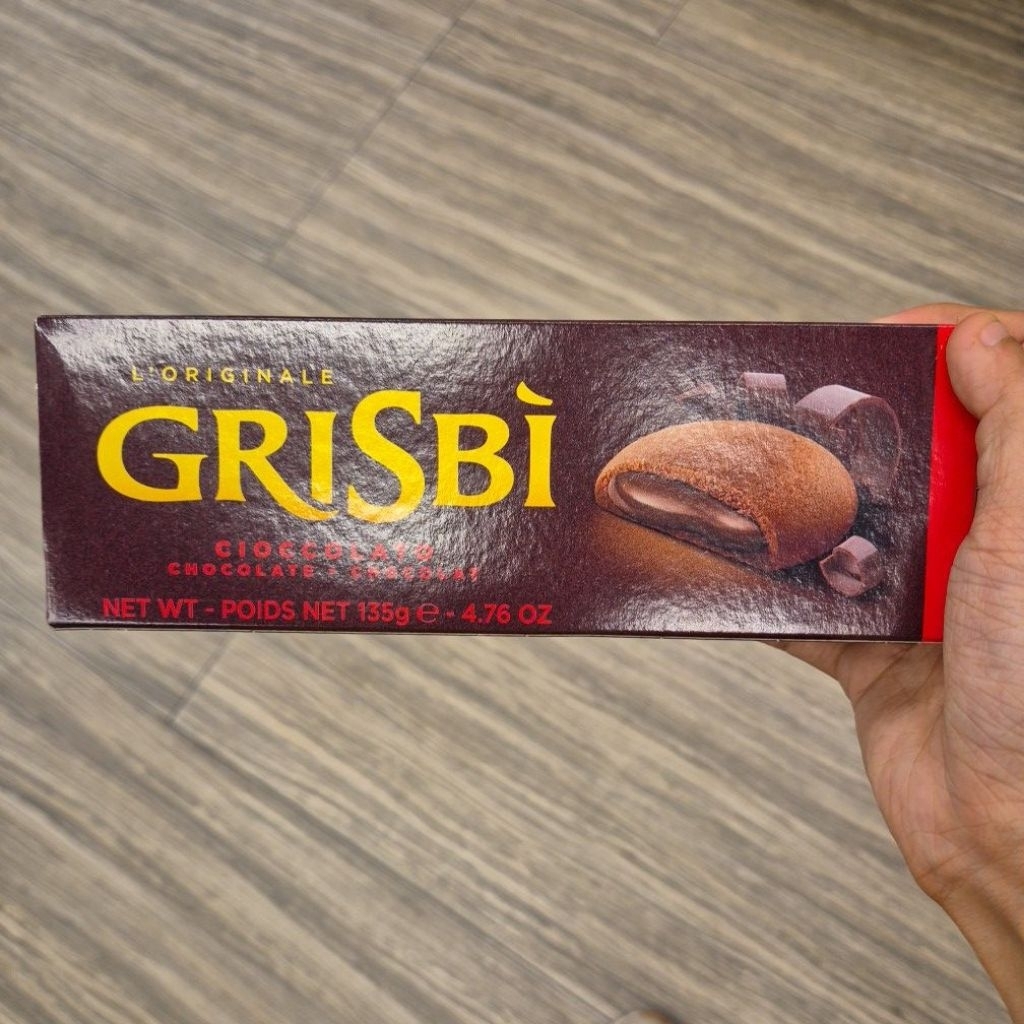 L'ORIGINALE
GRISBÌ
CIOCCOLATO
CHOCOLATE - CHOCOLAT
NET WT - POIDS NET 135g ℮ - 4.76 OZ